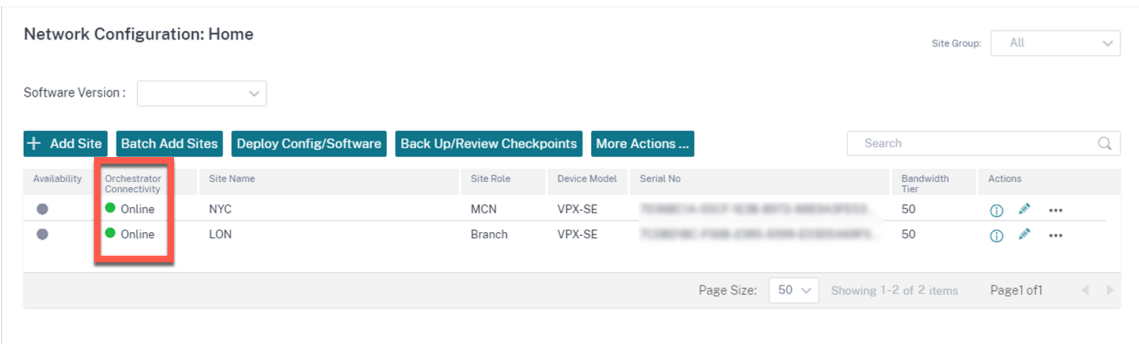 Network Configuration: Home
Site Group: All
Software Version :
+ Add Site Batch Add Sites Deploy Config/Software Back Up/Review Checkpoints More Actions ... Search
Availability Orchestrator Connectivity Site Name Site Role Device Model Serial No Bandwidth Tier Actions
Online NYC MCN VPX-SE 50
Online LON Branch VPX-SE 50
Page Size: 50 Showing 1-2 of 2 items Page1 of1